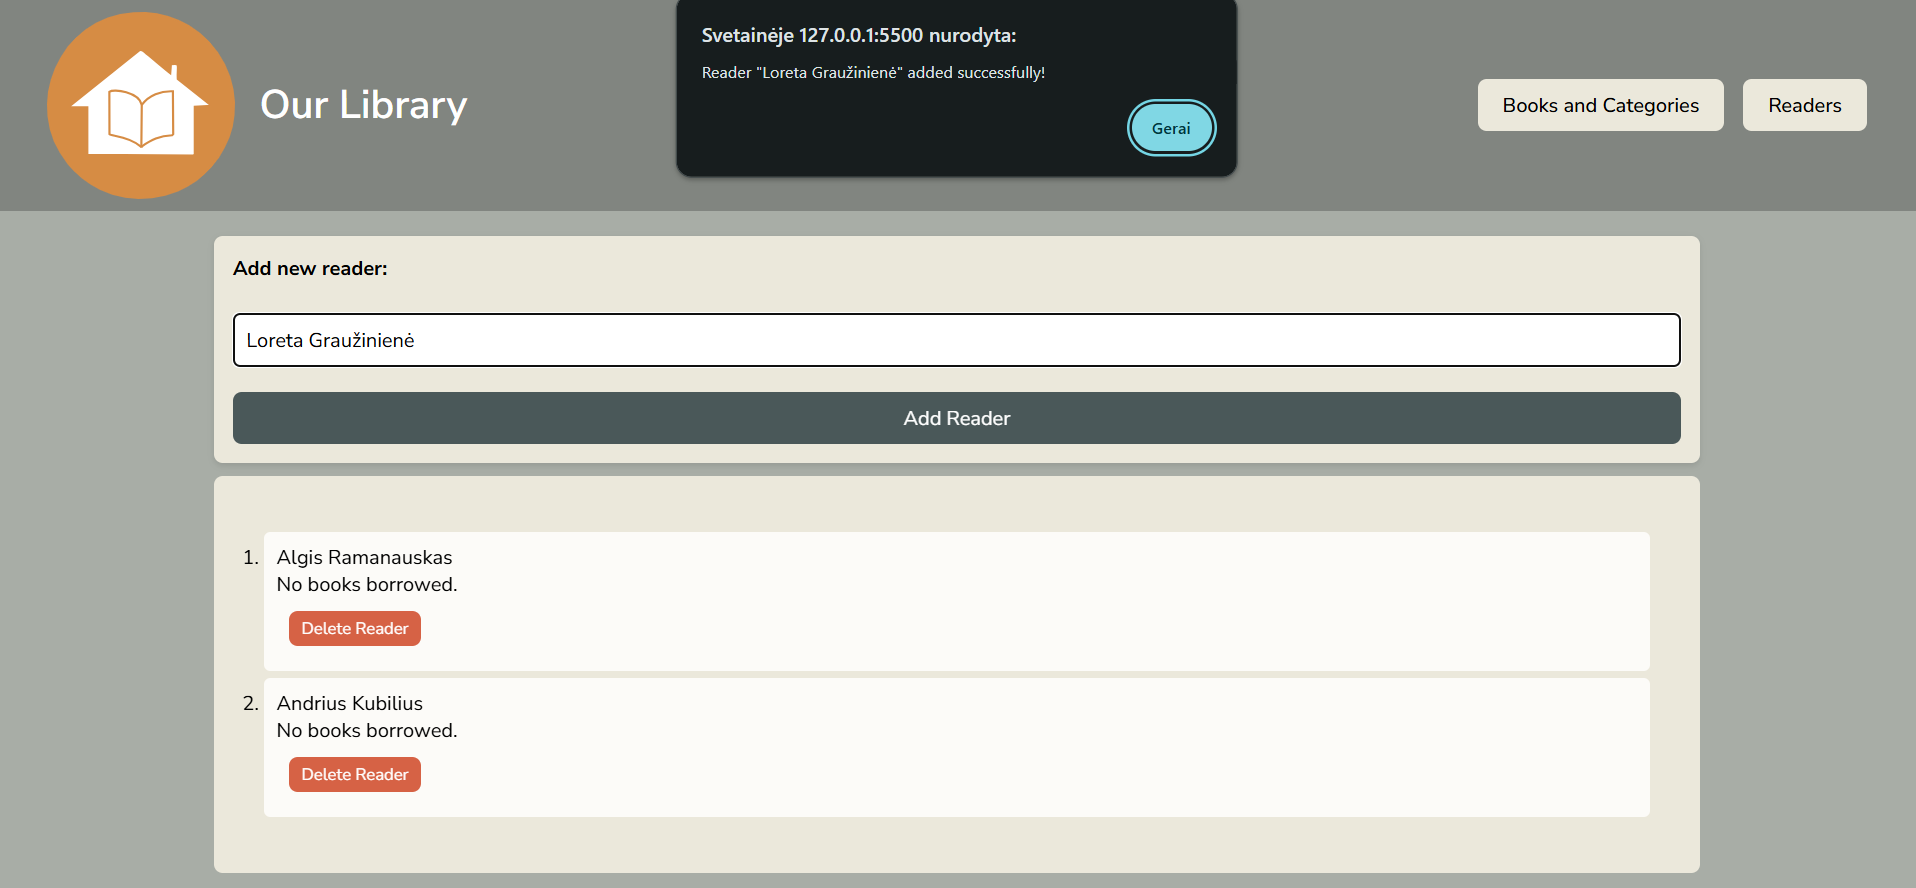 Our Library
Svetainėje 127.0.0.1:5500 nurodyta:
Reader "Loreta Graužinienė" added successfully!
Gerai
Books and Categories
Readers
Add new reader:
Loreta Graužinienė
Add Reader
1. Algis Ramanauskas
No books borrowed.
Delete Reader
2. Andrius Kubilius
No books borrowed.
Delete Reader